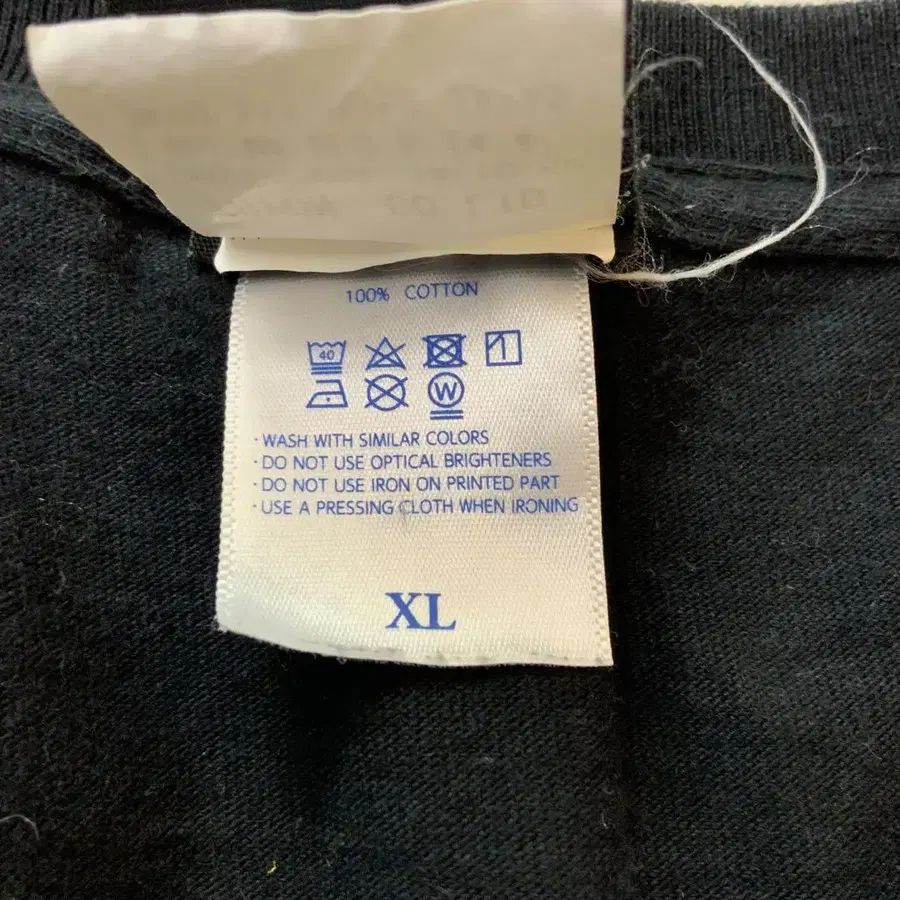 100% COTTON
40
W
· WASH WITH SIMILAR COLORS
· DO NOT USE OPTICAL BRIGHTENERS
· DO NOT USE IRON ON PRINTED PART
· USE A PRESSING CLOTH WHEN IRONING
XL